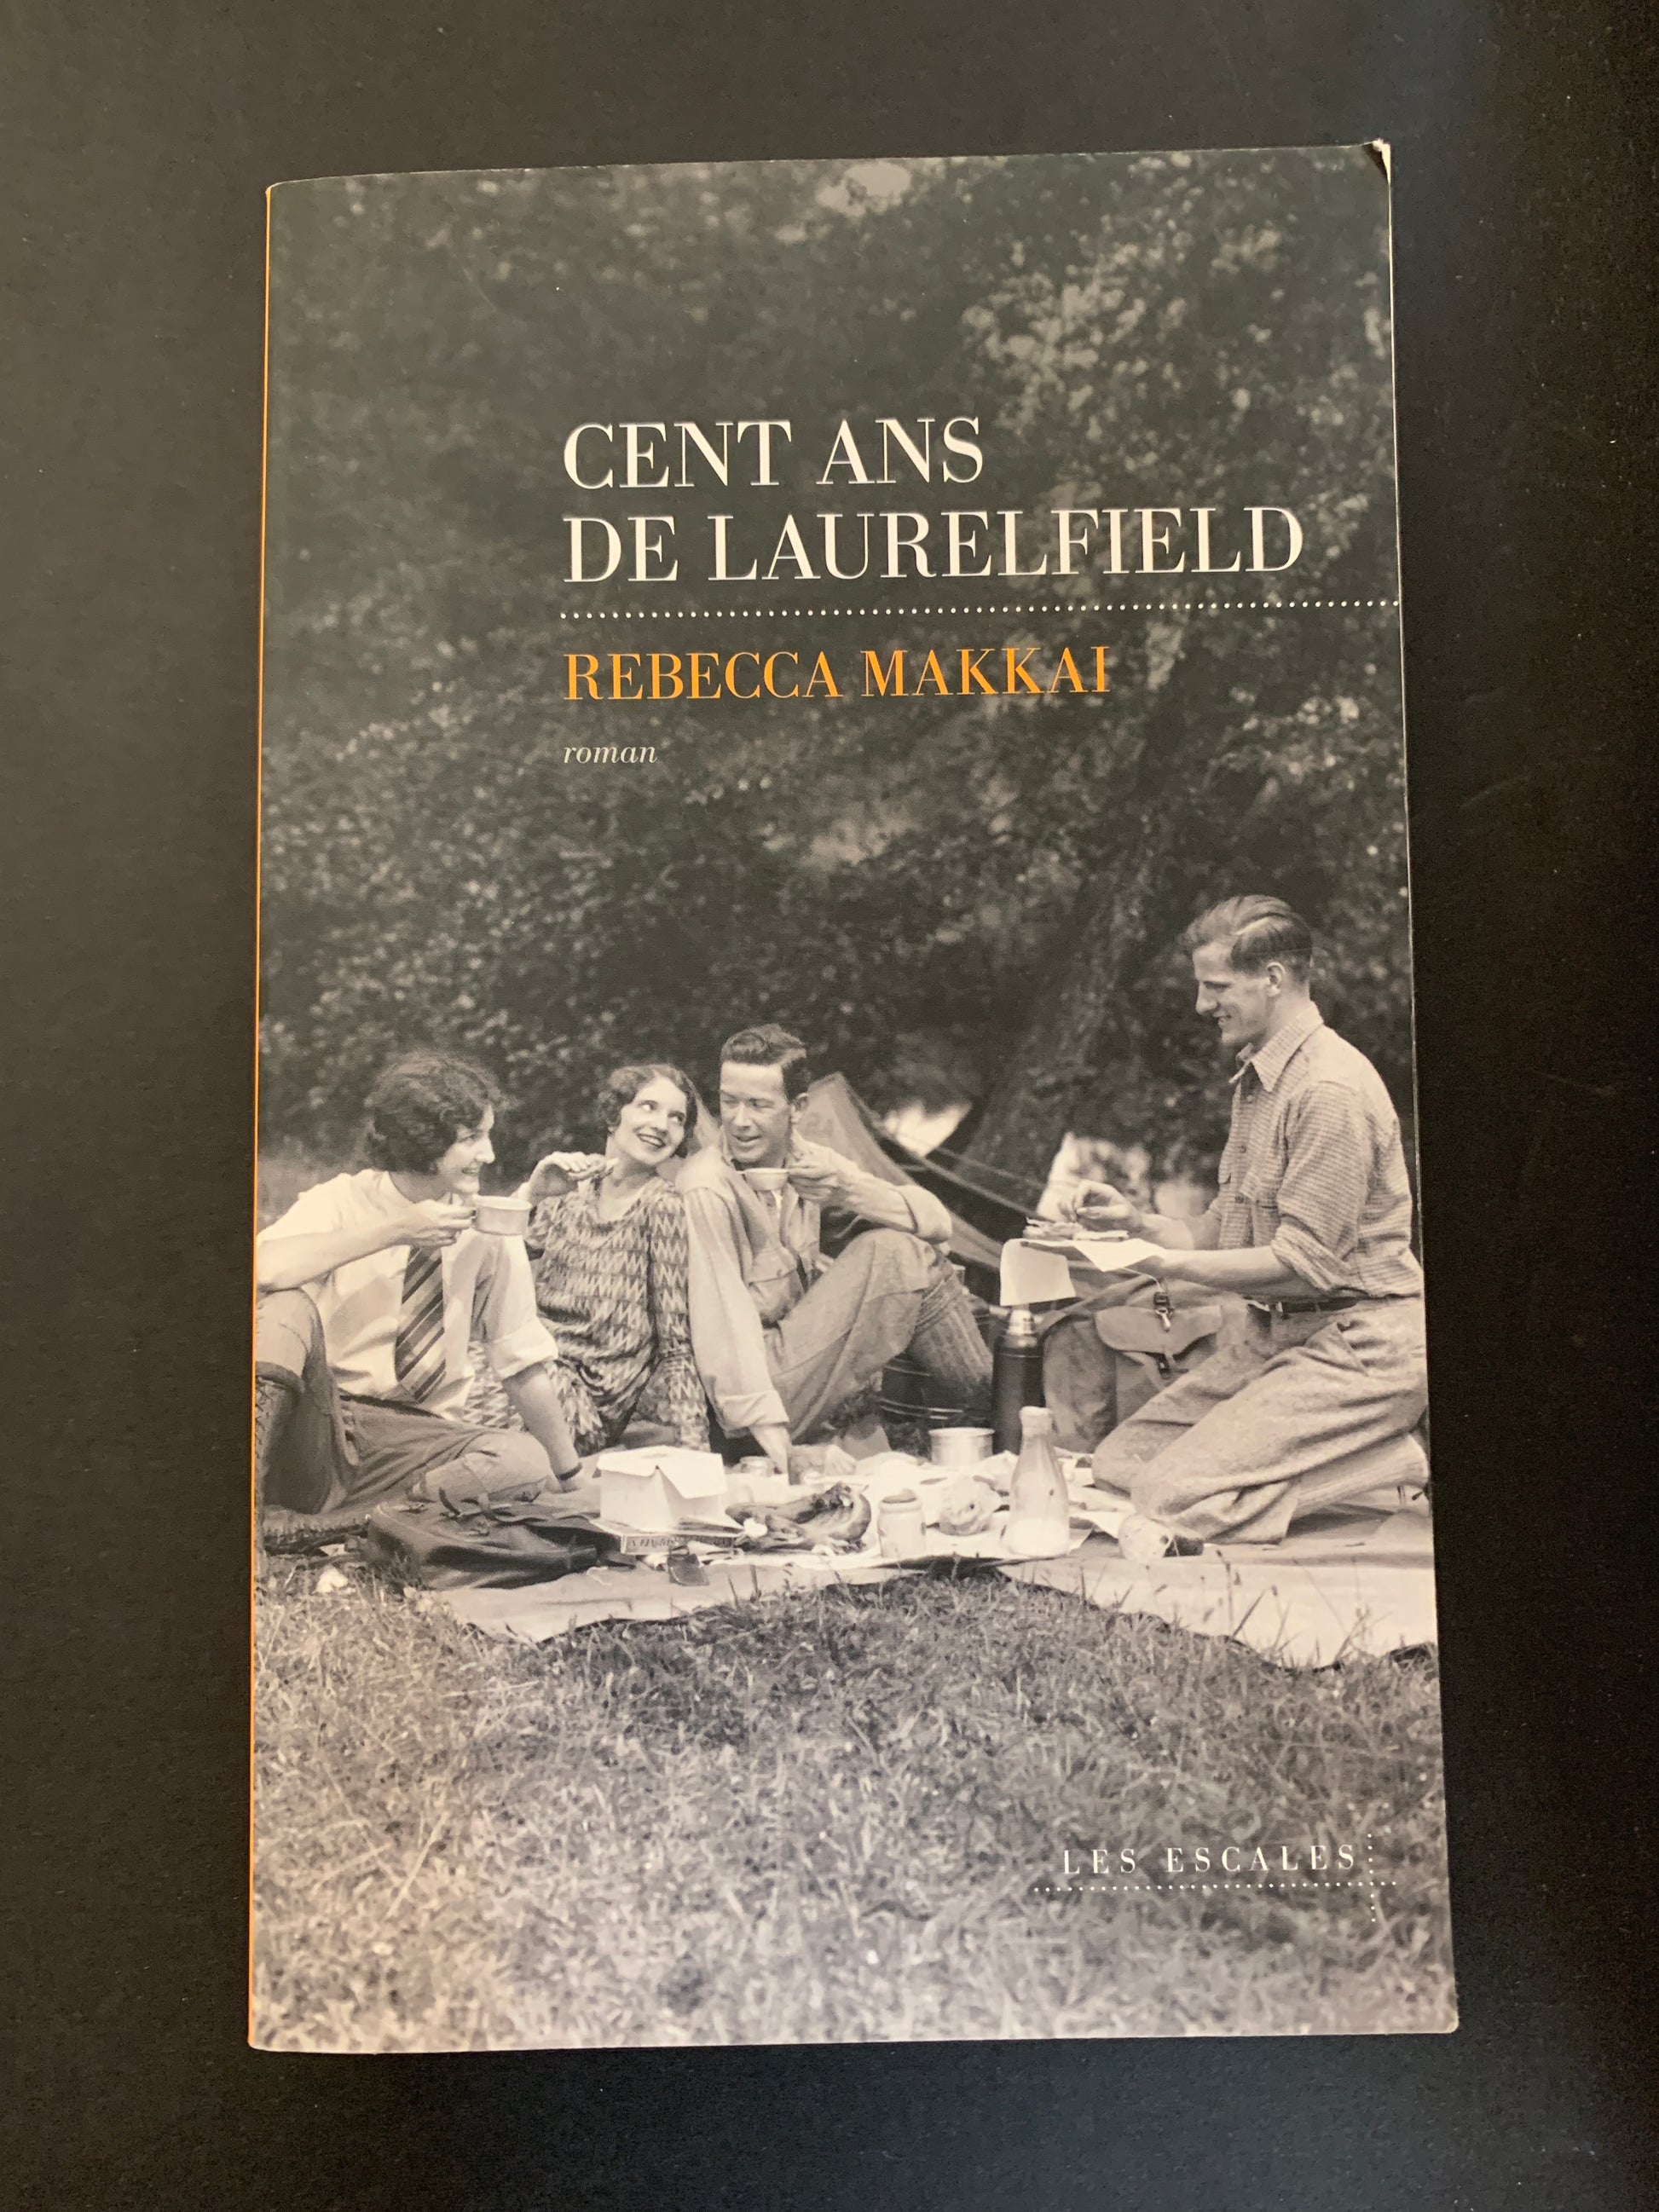 CENT ANS
DE LAURELFIELD
REBECCA MAKKAI
roman
LES ESCALES